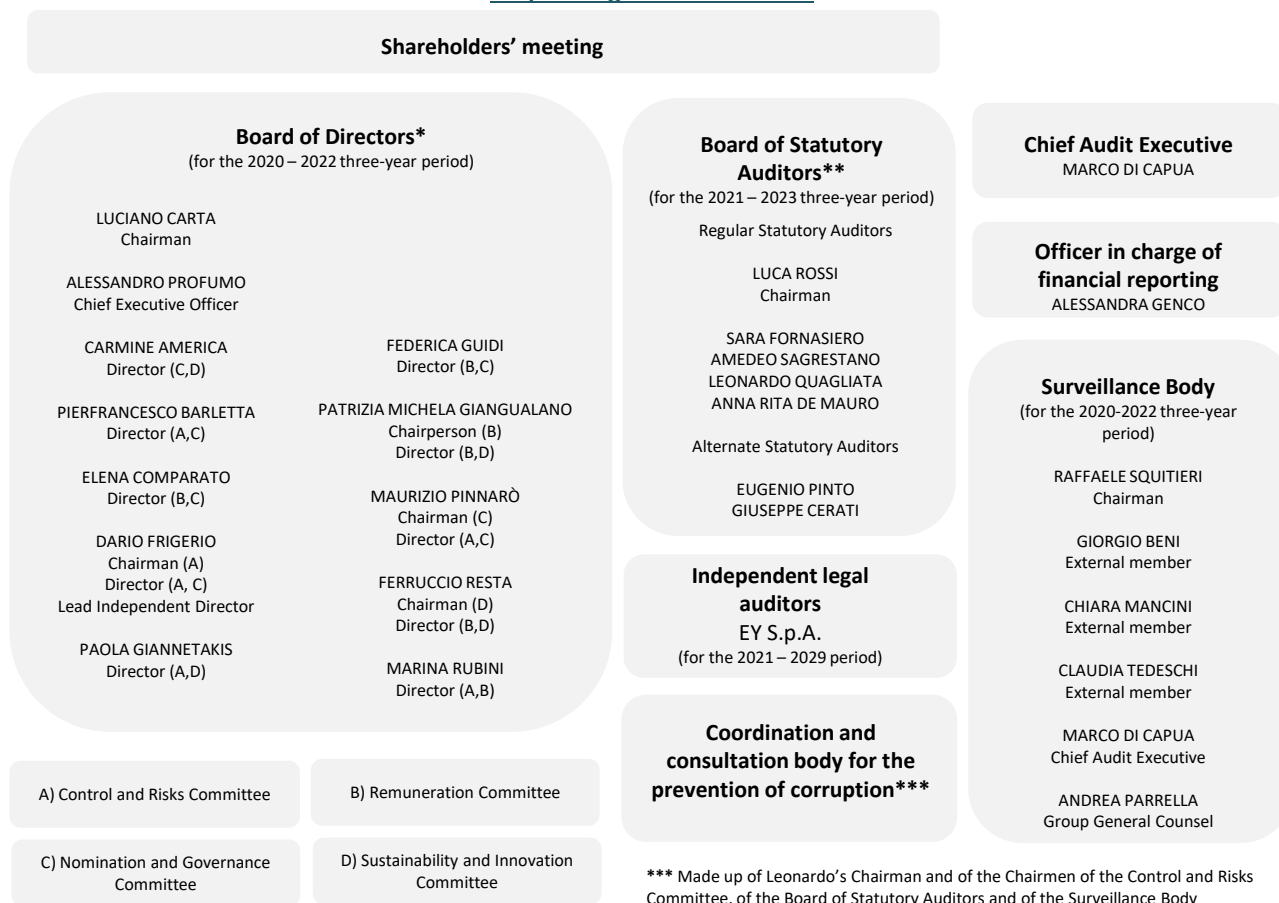 Shareholders' meeting
Board of Directors*
(for the 2020 – 2022 three-year period)
LUCIANO CARTA
Chairman
ALESSANDRO PROFUMO
Chief Executive Officer
CARMINE AMERICA
Director (C,D)
PIERFRANCESCO BARLETTA
Director (A,C)
ELENA COMPARATO
Director (B,C)
DARIO FRIGERIO
Chairman (A)
Director (A, C)
Lead Independent Director
PAOLA GIANNETAKIS
Director (A,D)
FEDERICA GUIDI
Director (B,C)
PATRIZIA MICHELA GIANGUALANO
Chairperson (B)
Director (B,D)
MAURIZIO PINNARÒ
Chairman (C)
Director (A,C)
FERRUCCIO RESTA
Chairman (D)
Director (B,D)
MARINA RUBINI
Director (A,B)
A) Control and Risks Committee
B) Remuneration Committee
C) Nomination and Governance
Committee
D) Sustainability and Innovation
Committee
Board of Statutory
Auditors**
(for the 2021 – 2023 three-year period)
Regular Statutory Auditors
LUCA ROSSI
Chairman
SARA FORNASIERO
AMEDEO SAGRESTANO
LEONARDO QUAGLIATA
ANNA RITA DE MAURO
Alternate Statutory Auditors
EUGENIO PINTO
GIUSEPPE CERATI
Independent legal
auditors
EY S.p.A.
(for the 2021 – 2029 period)
Coordination and
consultation body for the
prevention of corruption***
Chief Audit Executive
MARCO DI CAPUA
Officer in charge of
financial reporting
ALESSANDRA GENCO
Surveillance Body
(for the 2020-2022 three-year
period)
RAFFAELE SQUITIERI
Chairman
GIORGIO BENI
External member
CHIARA MANCINI
External member
CLAUDIA TEDESCHI
External member
MARCO DI CAPUA
Chief Audit Executive
ANDREA PARRELLA
Group General Counsel
*** Made up of Leonardo's Chairman and of the Chairmen of the Control and Risks
Committee, of the Board of Statutory Auditors and of the Surveillance Body